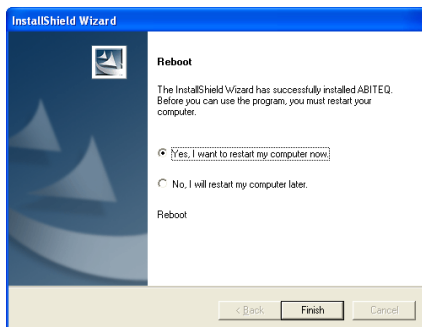 InstallShield Wizard
Reboot
The InstallShield Wizard has successfully installed ABITEQ.
Before you can use the program, you must restart your
computer.
Yes, I want to restart my computer now.
No, I will restart my computer later.
Reboot
< Back Finish Cancel